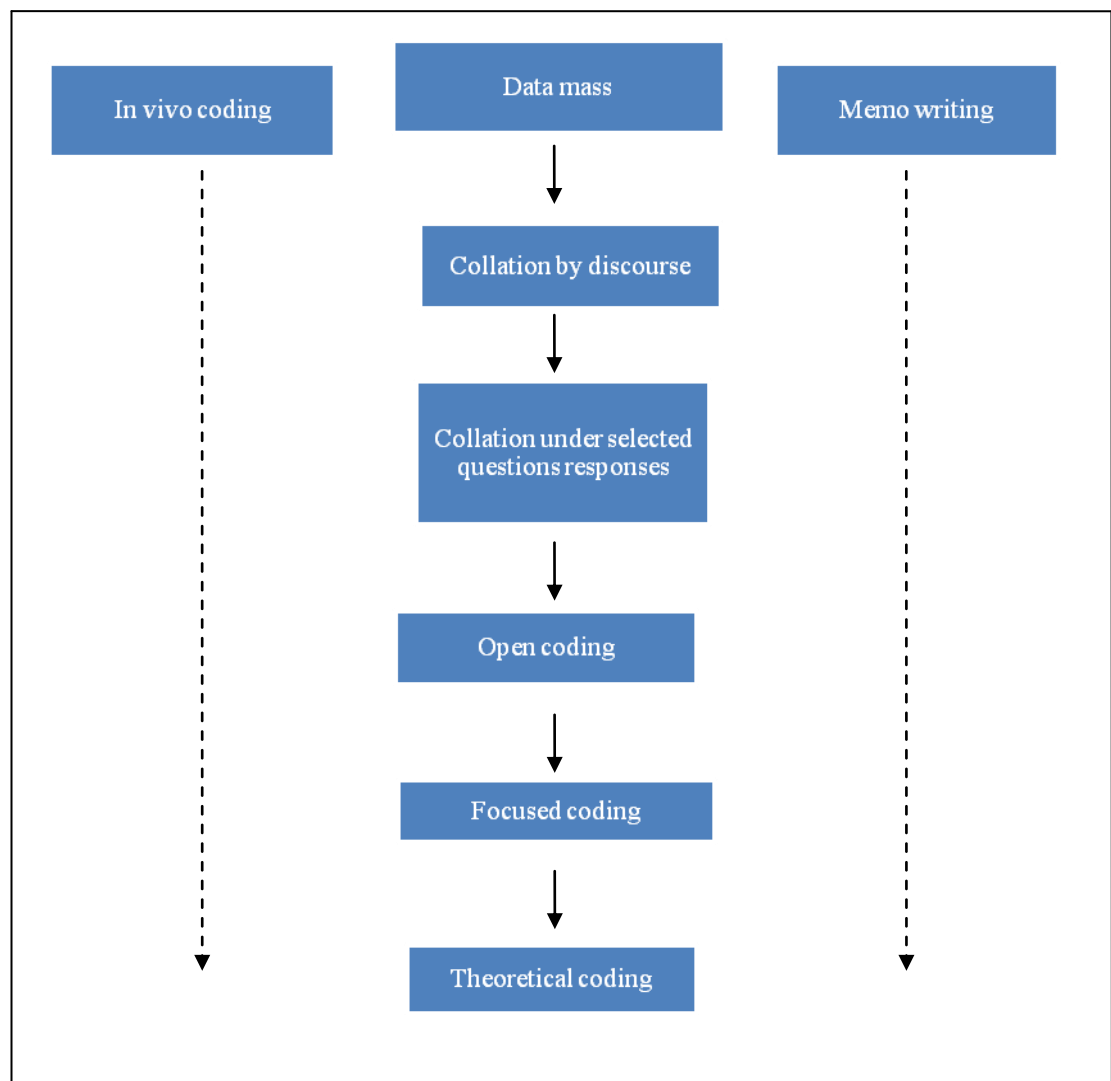 In vivo coding
Data mass
Memo writing
Collation by discourse
Collation under selected
questions responses
Open coding
Focused coding
Theoretical coding